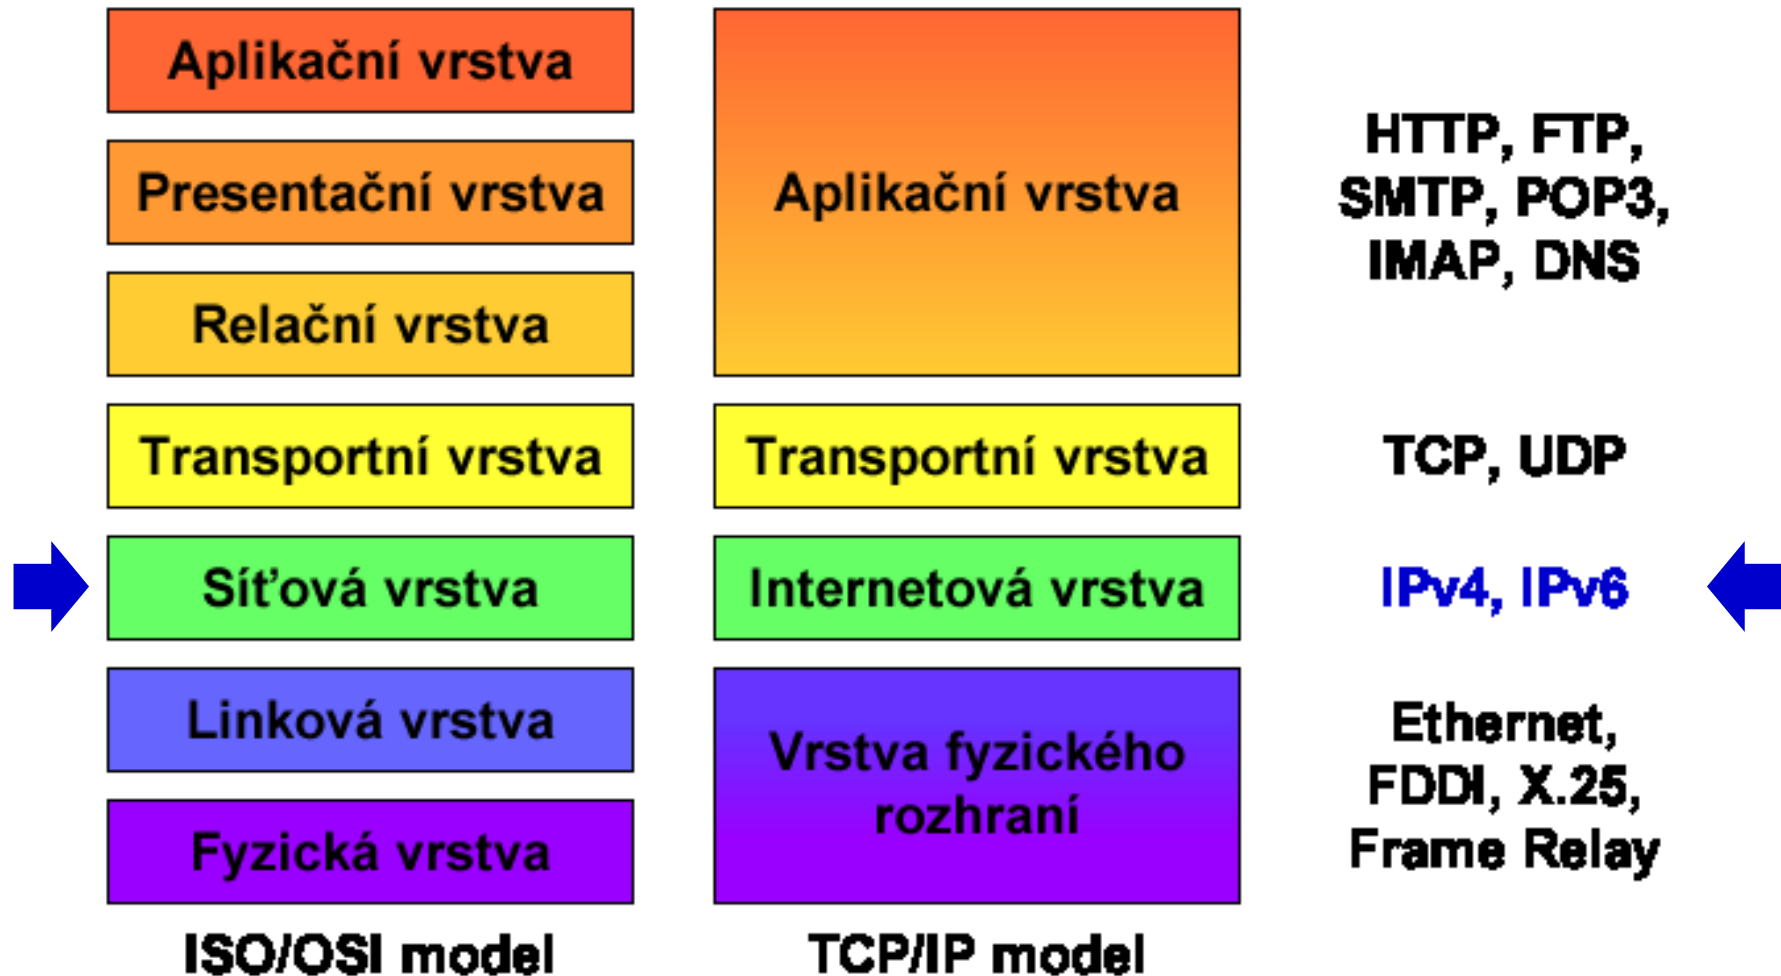 Aplikační vrstva
Presentační vrstva
Relační vrstva
Transportní vrstva
Síťová vrstva
Linková vrstva
Fyzická vrstva
ISO/OSI model
Aplikační vrstva
Transportní vrstva
Internetová vrstva
Vrstva fyzického
rozhraní
TCP/IP model
HTTP, FTP,
SMTP, POP3,
IMAP, DNS
TCP, UDP
IPv4, IPv6
Ethernet,
FDDI, X.25,
Frame Relay